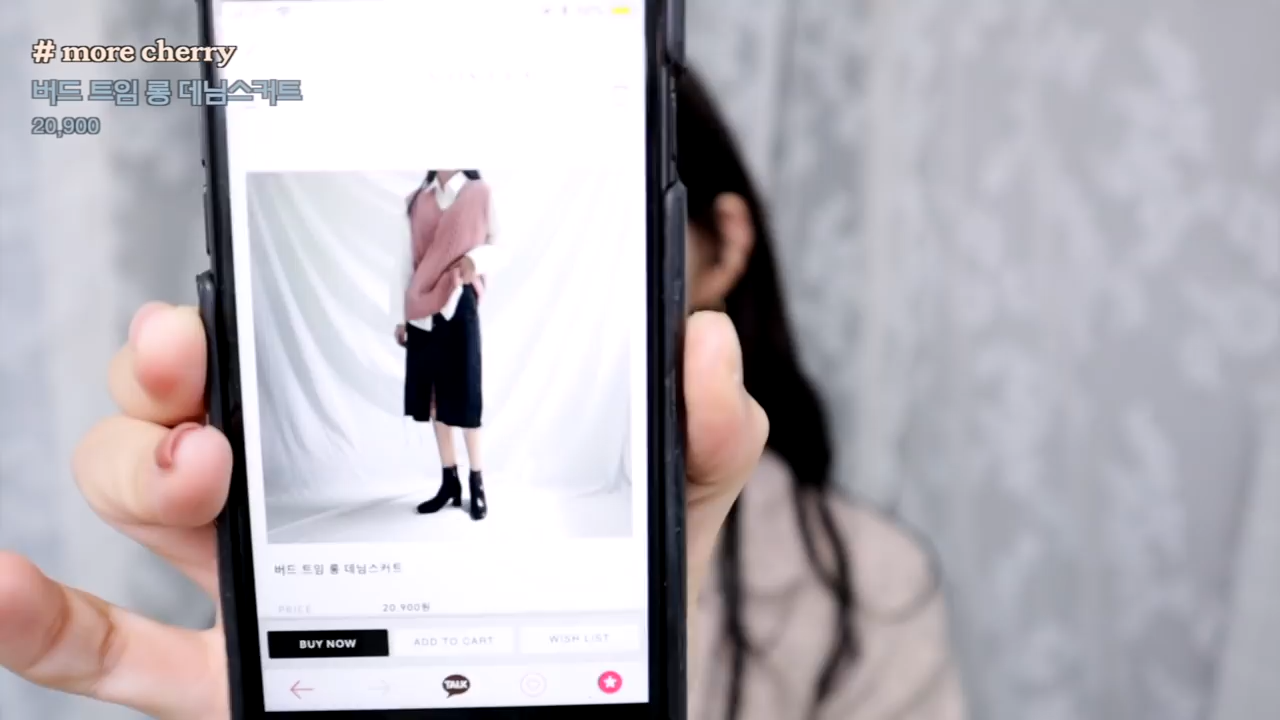 # more cherry
버드 트임 롱 데님스커트
20,900
버드 트임 롱 데님스커트
PRICE
20,900원
BUY NOW
ADD TO CART
WISH LIST
TALK